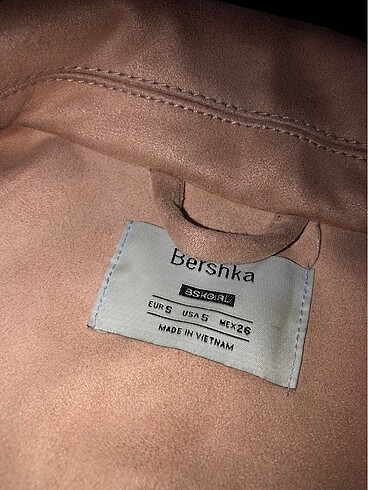 Bershka
BSKGIRL
EUR S USA S MEX 26
MADE IN VIETNAM